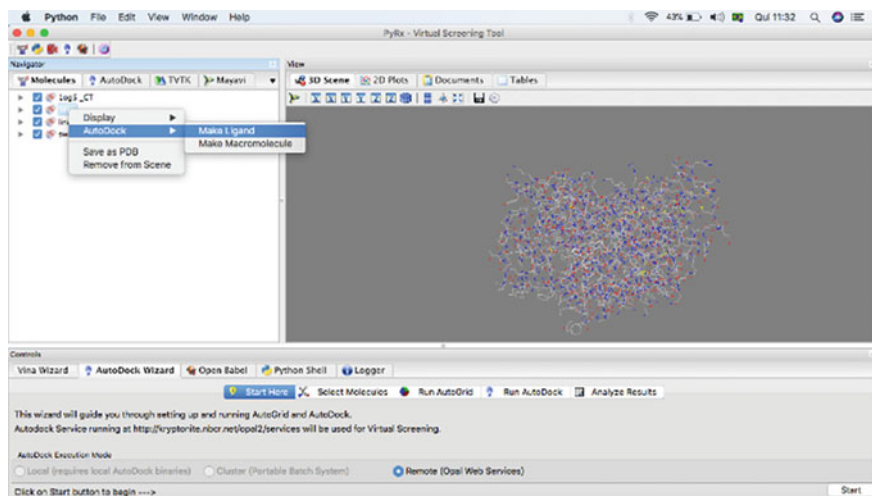 Python File Edit View Window Help 43% Qui 11:32
PyRx - Virtual Screening Tool
Navigator
View
Molecules AutoDock TVTK Mayavi
3D Scene 2D Plots Documents Tables
Display
AutoDock
Make Ligand
Make Macromolecule
Save as PDB
Remove from Scene
Controls
Vina Wizard AutoDock Wizard Open Babel Python Shell Logger
Start Here Select Molecules Run AutoGrid Run AutoDock Analyze Results
This wizard will guide you through setting up and running AutoGrid and AutoDock.
Autodock Service running at http://kryptonite.nbcr.net/opal2/services will be used for Virtual Screening.
AutoDock Execution Mode
Local (requires local AutoDock binaries) Cluster (Portable Batch System) Remote (Opal Web Services)
Click on Start button to begin ---> Start